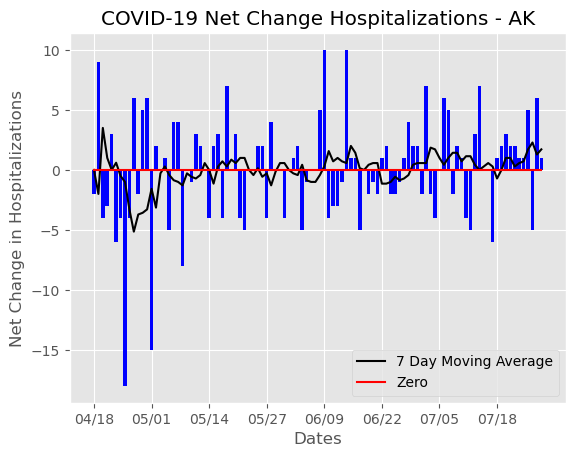 COVID-19 Net Change Hospitalizations - AK
Net Change in Hospitalizations
10
5
0
−5
−10
−15
7 Day Moving Average
Zero
04/18 05/01 05/14 05/27 06/09 06/22 07/05 07/18
Dates